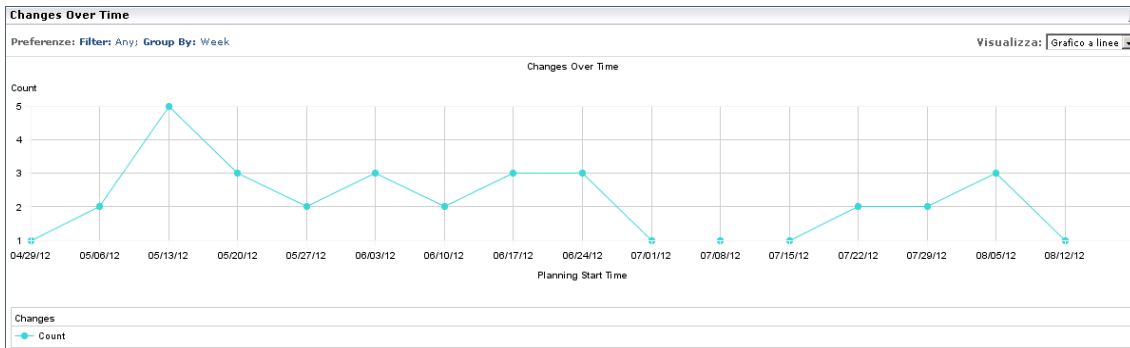 Changes Over Time
Preferenze: Filter: Any; Group By: Week
Visualizza: Grafico a linee
Changes Over Time
Count
5
4
3
2
1
04/29/12 05/06/12 05/13/12 05/20/12 05/27/12 06/03/12 06/10/12 06/17/12 06/24/12 07/01/12 07/08/12 07/15/12 07/22/12 07/29/12 08/05/12 08/12/12
Planning Start Time
Changes
Count